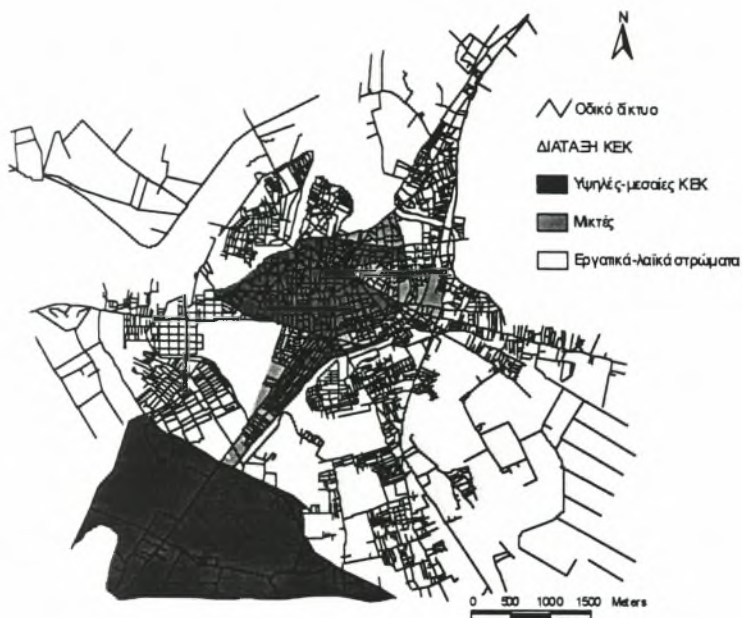 N
Οδικό δίκτυο
ΔΙΑΤΑΞΗ ΚΕΚ
Υψηλές-μεσαίες ΚΕΚ
Μικτές
Εργατικά-λαϊκά στρώματα
0 500 1000 1500 Meters